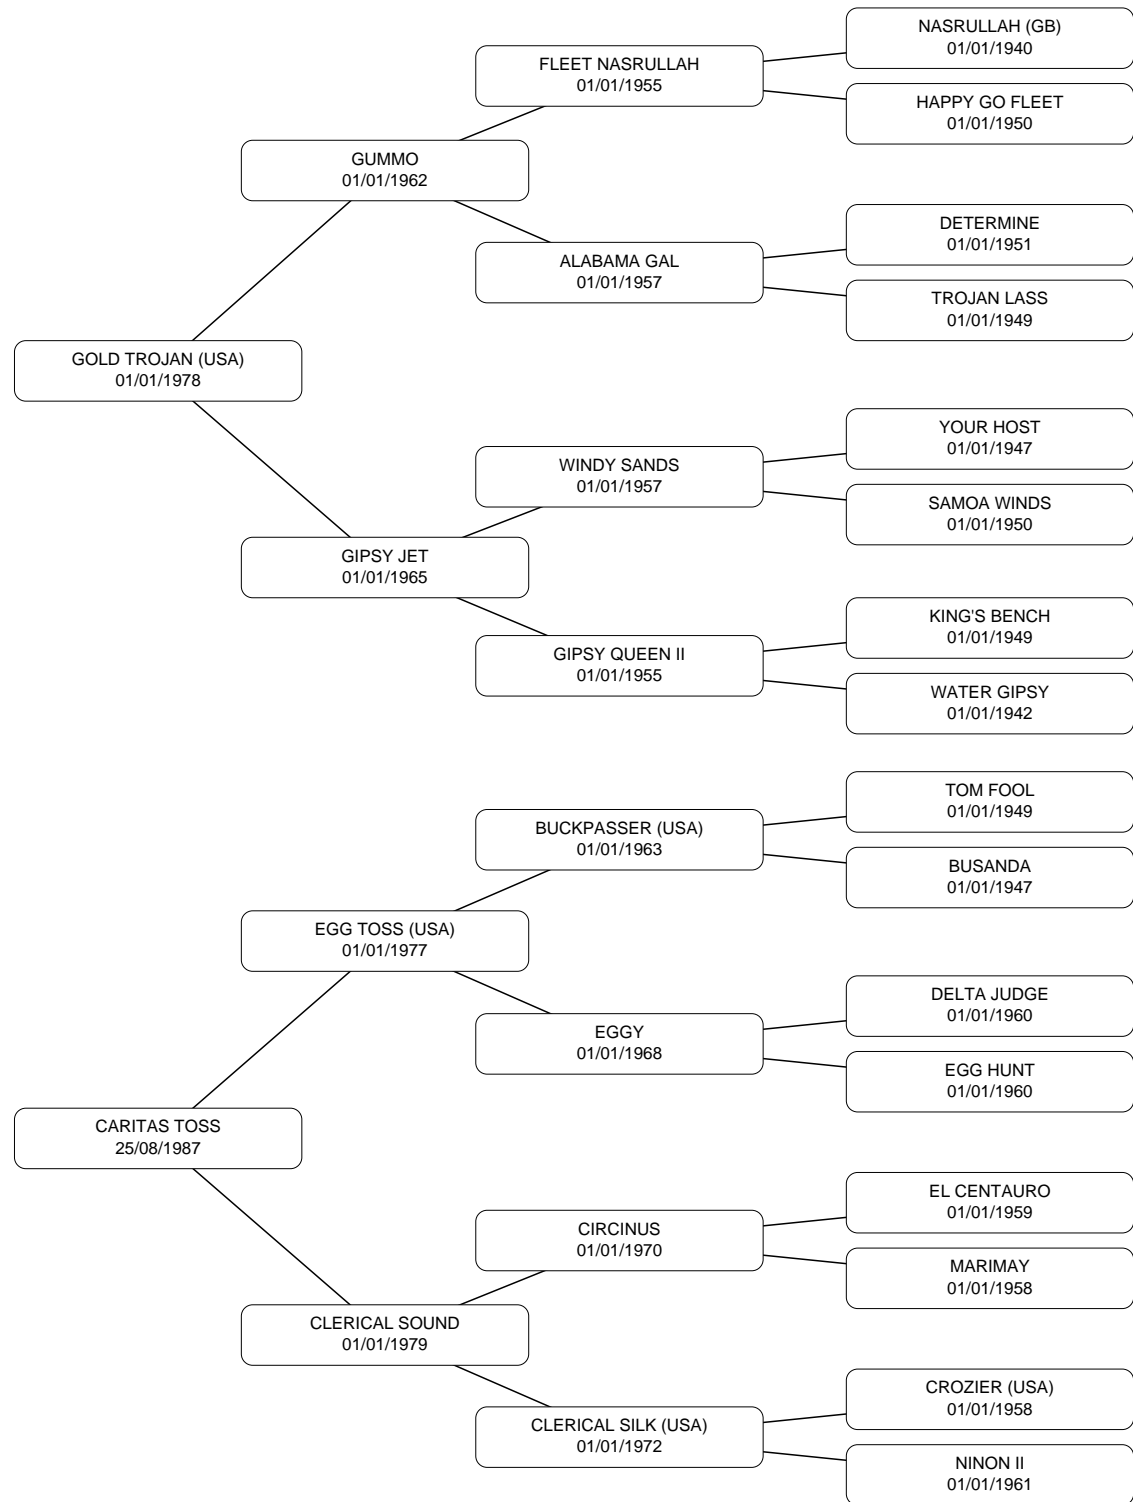 NASRULLAH (GB)
01/01/1940
FLEET NASRULLAH
01/01/1955
HAPPY GO FLEET
01/01/1950
GUMMO
01/01/1962
DETERMINE
01/01/1951
ALABAMA GAL
01/01/1957
TROJAN LASS
01/01/1949
GOLD TROJAN (USA)
01/01/1978
YOUR HOST
01/01/1947
WINDY SANDS
01/01/1957
SAMOA WINDS
01/01/1950
GIPSY JET
01/01/1965
KING'S BENCH
01/01/1949
GIPSY QUEEN II
01/01/1955
WATER GIPSY
01/01/1942
TOM FOOL
01/01/1949
BUCKPASSER (USA)
01/01/1963
BUSANDA
01/01/1947
EGG TOSS (USA)
01/01/1977
DELTA JUDGE
01/01/1960
EGGY
01/01/1968
EGG HUNT
01/01/1960
CARITAS TOSS
25/08/1987
EL CENTAURO
01/01/1959
CIRCINUS
01/01/1970
MARIMAY
01/01/1958
CLERICAL SOUND
01/01/1979
CROZIER (USA)
01/01/1958
CLERICAL SILK (USA)
01/01/1972
NINON II
01/01/1961